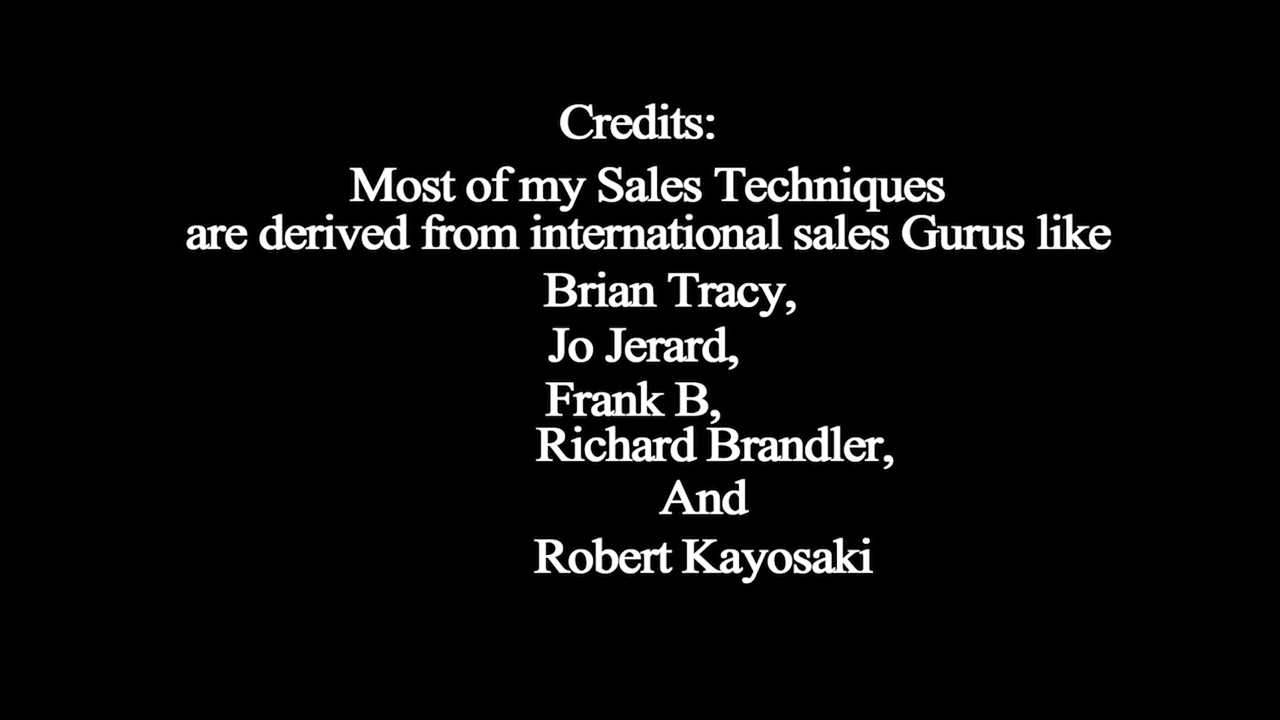 Credits:
Most of my Sales Techniques
are derived from international sales Gurus like
Brian Tracy,
Jo Jerard,
Frank B,
Richard Brandler,
And
Robert Kayosaki